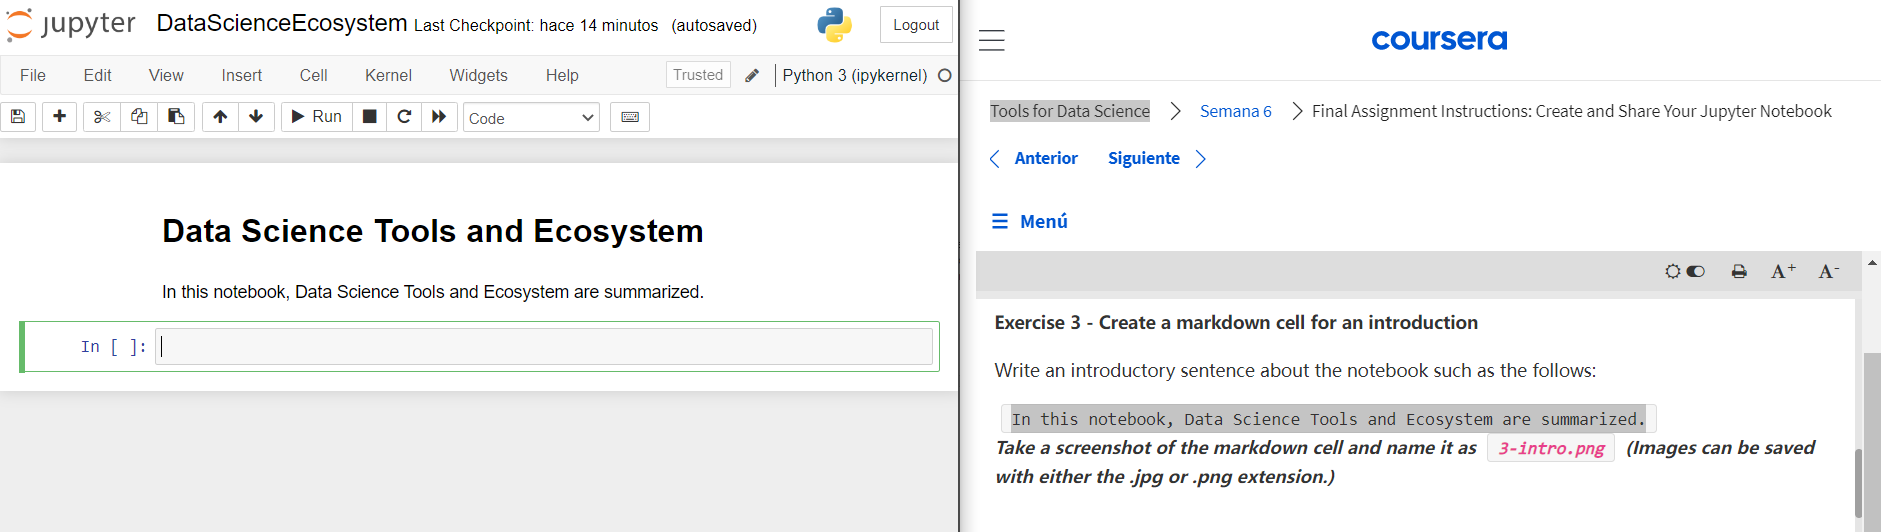 jupyter DataScienceEcosystem Last Checkpoint: hace 14 minutos (autosaved)
Logout
File Edit View Insert Cell Kernel Widgets Help
Trusted
Python 3 (ipykernel)
Run
Code
Data Science Tools and Ecosystem
In this notebook, Data Science Tools and Ecosystem are summarized.
In [ ]:
coursera
Tools for Data Science > Semana 6 > Final Assignment Instructions: Create and Share Your Jupyter Notebook
Anterior Siguiente
Menú
A+ A-
Exercise 3 - Create a markdown cell for an introduction
Write an introductory sentence about the notebook such as the follows:
In this notebook, Data Science Tools and Ecosystem are summarized.
Take a screenshot of the markdown cell and name it as 3-intro.png (Images can be saved
with either the .jpg or .png extension.)